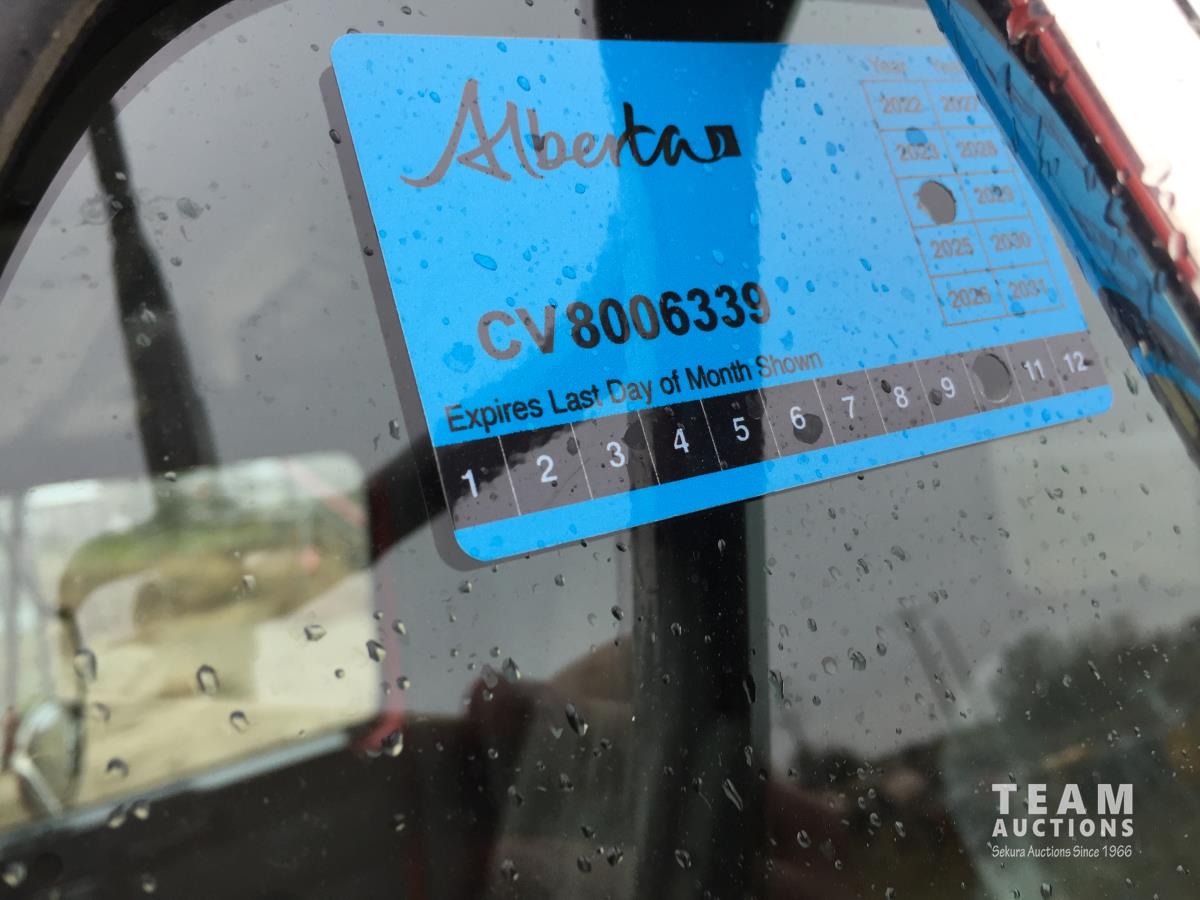 Alberta
Year
2022 2027
2023 2028
2029
2025 2030
2026 2031
CV8006339
Expires Last Day of Month Shown
1 2 3 4 5 6 7 8 9 11 12
TEAM
AUCTIONS
Sekura Auctions Since 1966